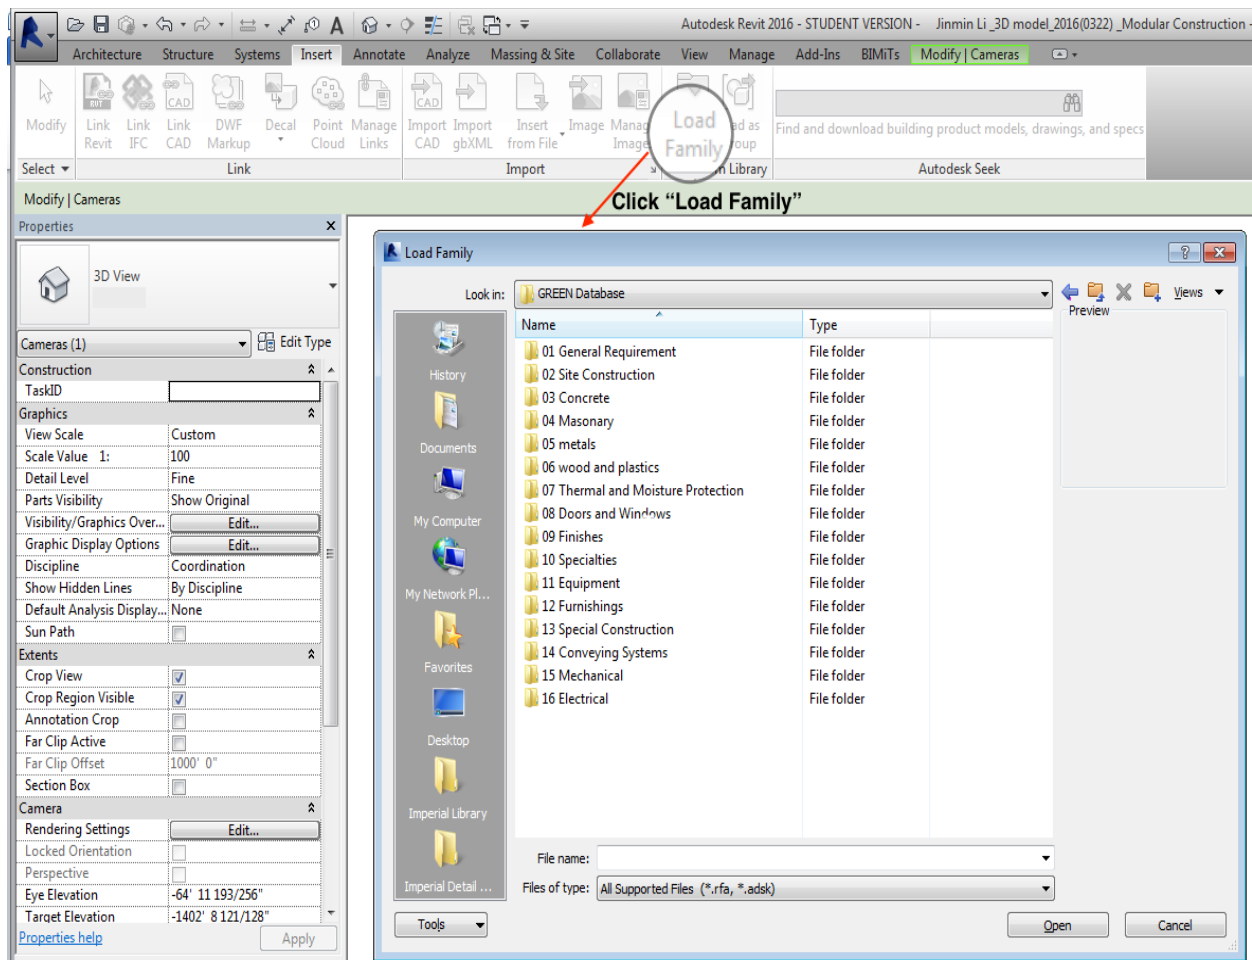 Autodesk Revit 2016 - STUDENT VERSION - Jinmin Li _3D model_2016(0322) _Modular Construction -
Architecture Structure Systems Insert Annotate Analyze Massing & Site Collaborate View Manage Add-Ins BIMiTs Modify | Cameras
Modify Link Revit Link IFC Link CAD DWF Markup Decal Point Cloud Manage Links Import CAD Import gbXML Insert from File Image Load Family
Find and download building product models, drawings, and specs
Select Link Import Library Autodesk Seek
Modify | Cameras
Click “Load Family”
Properties x
3D View
Cameras (1) Edit Type
Construction
TaskID
Graphics
View Scale Custom
Scale Value 1: 100
Detail Level Fine
Parts Visibility Show Original
Visibility/Graphics Over... Edit...
Graphic Display Options Edit...
Discipline Coordination
Show Hidden Lines By Discipline
Default Analysis Display... None
Sun Path
Extents
Crop View
Crop Region Visible
Annotation Crop
Far Clip Active
Far Clip Offset 1000' 0"
Section Box
Camera
Rendering Settings Edit...
Locked Orientation
Perspective
Eye Elevation -64' 11 193/256"
Target Elevation -1402' 8 121/128"
Properties help Apply
Load Family
Look in: GREEN Database Views
Preview
History
Documents
My Computer
My Network Pl...
Favorites
Desktop
Imperial Library
Imperial Detail ...
Name Type
01 General Requirement File folder
02 Site Construction File folder
03 Concrete File folder
04 Masonary File folder
05 metals File folder
06 wood and plastics File folder
07 Thermal and Moisture Protection File folder
08 Doors and Windows File folder
09 Finishes File folder
10 Specialties File folder
11 Equipment File folder
12 Furnishings File folder
13 Special Construction File folder
14 Conveying Systems File folder
15 Mechanical File folder
16 Electrical File folder
File name:
Files of type: All Supported Files (*.rfa, *.adsk)
Tools Open Cancel